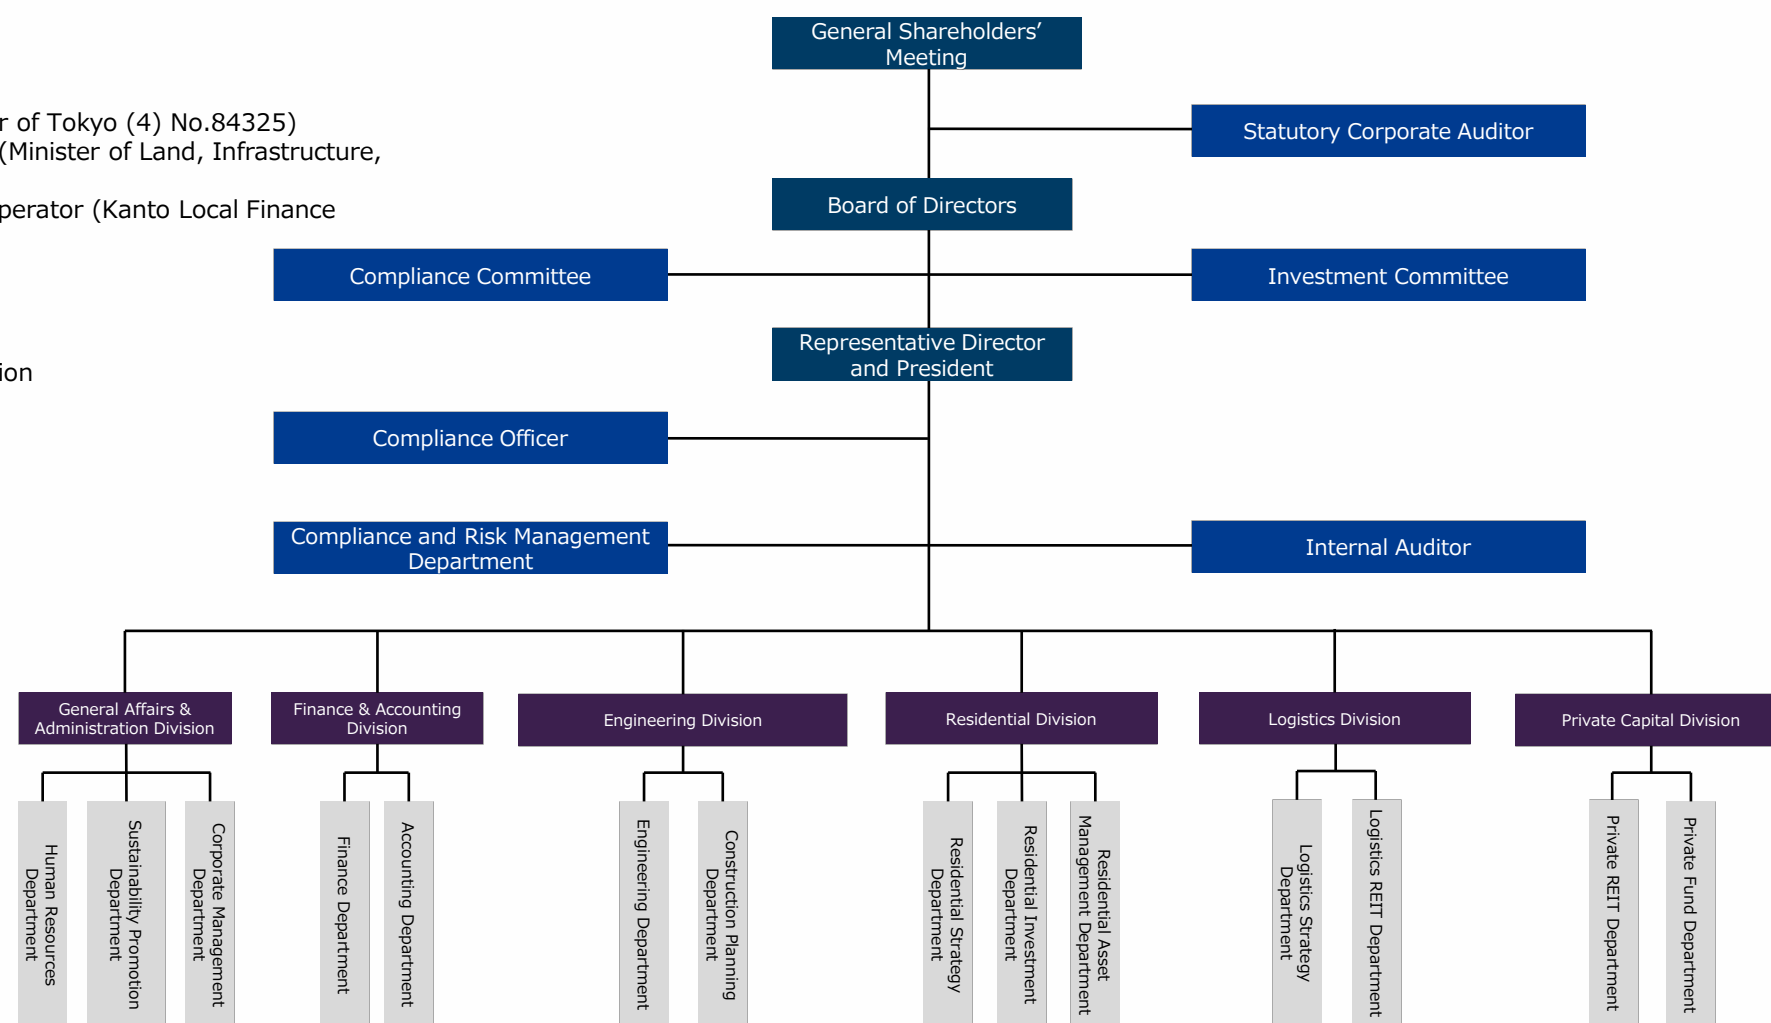 General Shareholders’
Meeting
r of Tokyo (4) No.84325)
(Minister of Land, Infrastructure,
perator (Kanto Local Finance
ion
Statutory Corporate Auditor
Board of Directors
Compliance Committee
Investment Committee
Representative Director
and President
Compliance Officer
Compliance and Risk Management
Department
Internal Auditor
General Affairs &
Administration Division
Finance & Accounting
Division
Engineering Division
Residential Division
Logistics Division
Private Capital Division
Human Resources
Department
Sustainability Promotion
Department
Corporate Management
Department
Finance Department
Accounting Department
Engineering Department
Construction Planning
Department
Residential Strategy
Department
Residential Investment
Department
Residential Asset
Management Department
Logistics Strategy
Department
Logistics REIT Department
Private REIT Department
Private Fund Department